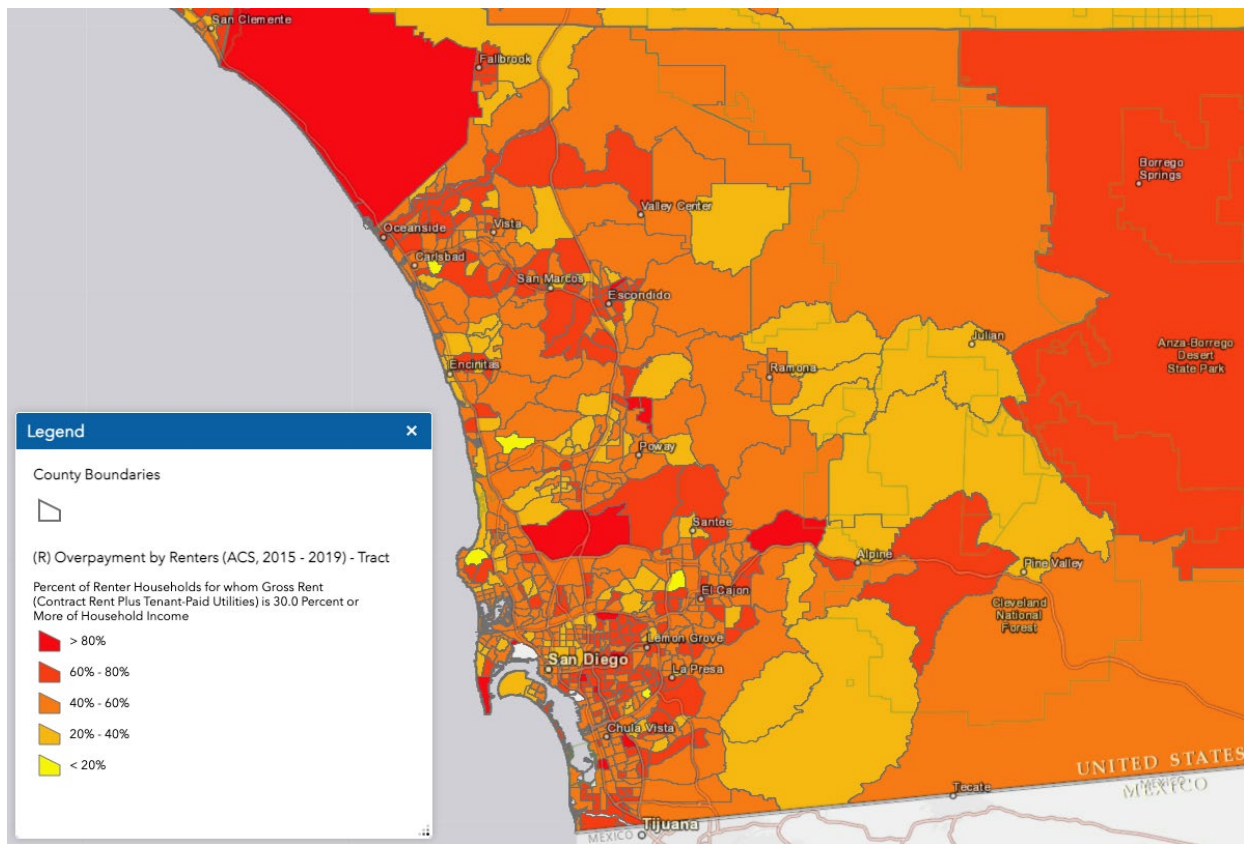 San Clemente
Fallbrook
Borrego
Springs
Valley Center
Oceanside
Vista
Carlsbad
San Marcos
Escondido
Julian
Anza-Borrego
Desert
State Park
Encinitas
Ramona
Legend
×
County Boundaries
(R) Overpayment by Renters (ACS, 2015 - 2019) - Tract
Percent of Renter Households for whom Gross Rent
(Contract Rent Plus Tenant-Paid Utilities) is 30.0 Percent or
More of Household Income
> 80%
60% - 80%
40% - 60%
20% - 40%
< 20%
Poway
Santee
Alpine
Pine Valley
El Cajon
Cleveland
National
Forest
Lemon Grove
San Diego
La Presa
Chula Vista
UNITED STATES
MEXICO
MEXICO
Tecate
Tijuana
MEXICO